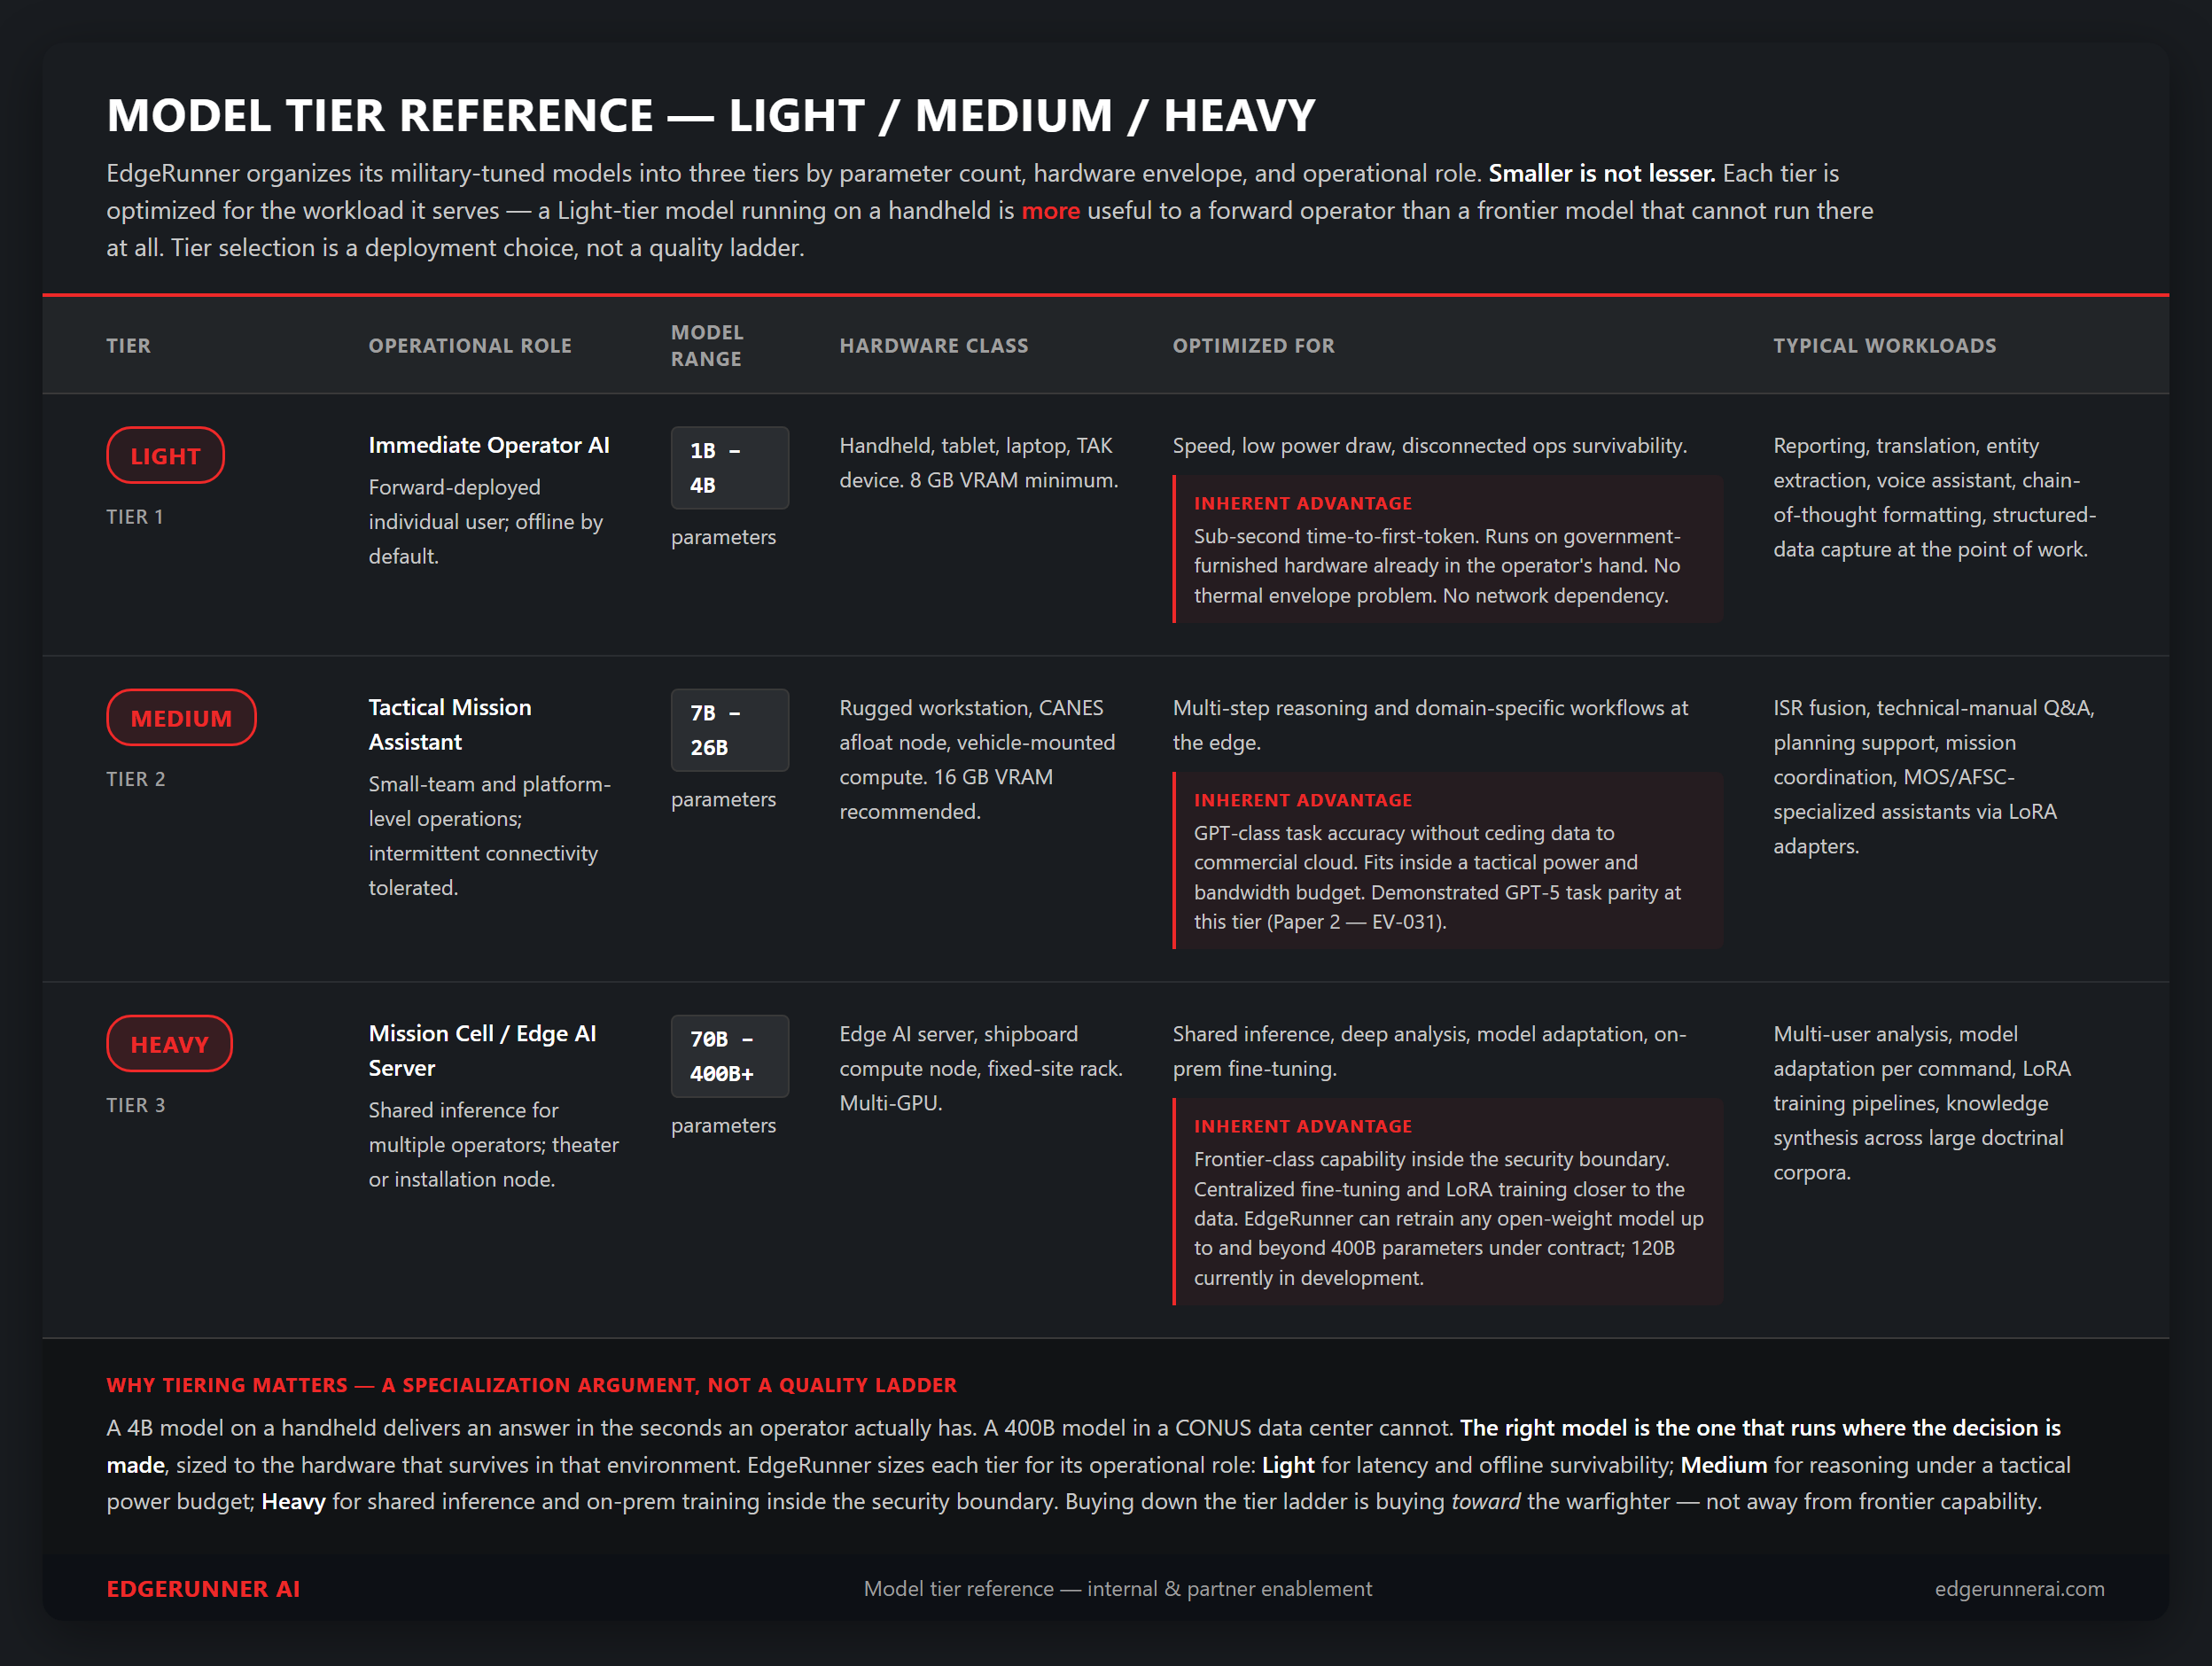 MODEL TIER REFERENCE — LIGHT / MEDIUM / HEAVY
EdgeRunner organizes its military-tuned models into three tiers by parameter count, hardware envelope, and operational role. Smaller is not lesser. Each tier is
optimized for the workload it serves — a Light-tier model running on a handheld is more useful to a forward operator than a frontier model that cannot run there
at all. Tier selection is a deployment choice, not a quality ladder.
TIER
OPERATIONAL ROLE
MODEL
RANGE
HARDWARE CLASS
OPTIMIZED FOR
TYPICAL WORKLOADS
LIGHT
TIER 1
Immediate Operator AI
Forward-deployed
individual user; offline by
default.
1B –
4B
parameters
Handheld, tablet, laptop, TAK
device. 8 GB VRAM minimum.
Speed, low power draw, disconnected ops survivability.
INHERENT ADVANTAGE
Sub-second time-to-first-token. Runs on government-
furnished hardware already in the operator's hand. No
thermal envelope problem. No network dependency.
Reporting, translation, entity
extraction, voice assistant, chain-
of-thought formatting, structured-
data capture at the point of work.
MEDIUM
TIER 2
Tactical Mission
Assistant
Small-team and platform-
level operations;
intermittent connectivity
tolerated.
7B –
26B
parameters
Rugged workstation, CANES
afloat node, vehicle-mounted
compute. 16 GB VRAM
recommended.
Multi-step reasoning and domain-specific workflows at
the edge.
INHERENT ADVANTAGE
GPT-class task accuracy without ceding data to
commercial cloud. Fits inside a tactical power and
bandwidth budget. Demonstrated GPT-5 task parity at
this tier (Paper 2 — EV-031).
ISR fusion, technical-manual Q&A,
planning support, mission
coordination, MOS/AFSC-
specialized assistants via LoRA
adapters.
HEAVY
TIER 3
Mission Cell / Edge AI
Server
Shared inference for
multiple operators; theater
or installation node.
70B –
400B+
parameters
Edge AI server, shipboard
compute node, fixed-site rack.
Multi-GPU.
Shared inference, deep analysis, model adaptation, on-
prem fine-tuning.
INHERENT ADVANTAGE
Frontier-class capability inside the security boundary.
Centralized fine-tuning and LoRA training closer to the
data. EdgeRunner can retrain any open-weight model up
to and beyond 400B parameters under contract; 120B
currently in development.
Multi-user analysis, model
adaptation per command, LoRA
training pipelines, knowledge
synthesis across large doctrinal
corpora.
WHY TIERING MATTERS — A SPECIALIZATION ARGUMENT, NOT A QUALITY LADDER
A 4B model on a handheld delivers an answer in the seconds an operator actually has. A 400B model in a CONUS data center cannot. The right model is the one that runs where the decision is
made, sized to the hardware that survives in that environment. EdgeRunner sizes each tier for its operational role: Light for latency and offline survivability; Medium for reasoning under a tactical
power budget; Heavy for shared inference and on-prem training inside the security boundary. Buying down the tier ladder is buying toward the warfighter — not away from frontier capability.
EDGERUNNER AI
Model tier reference — internal & partner enablement
edgerunnerai.com